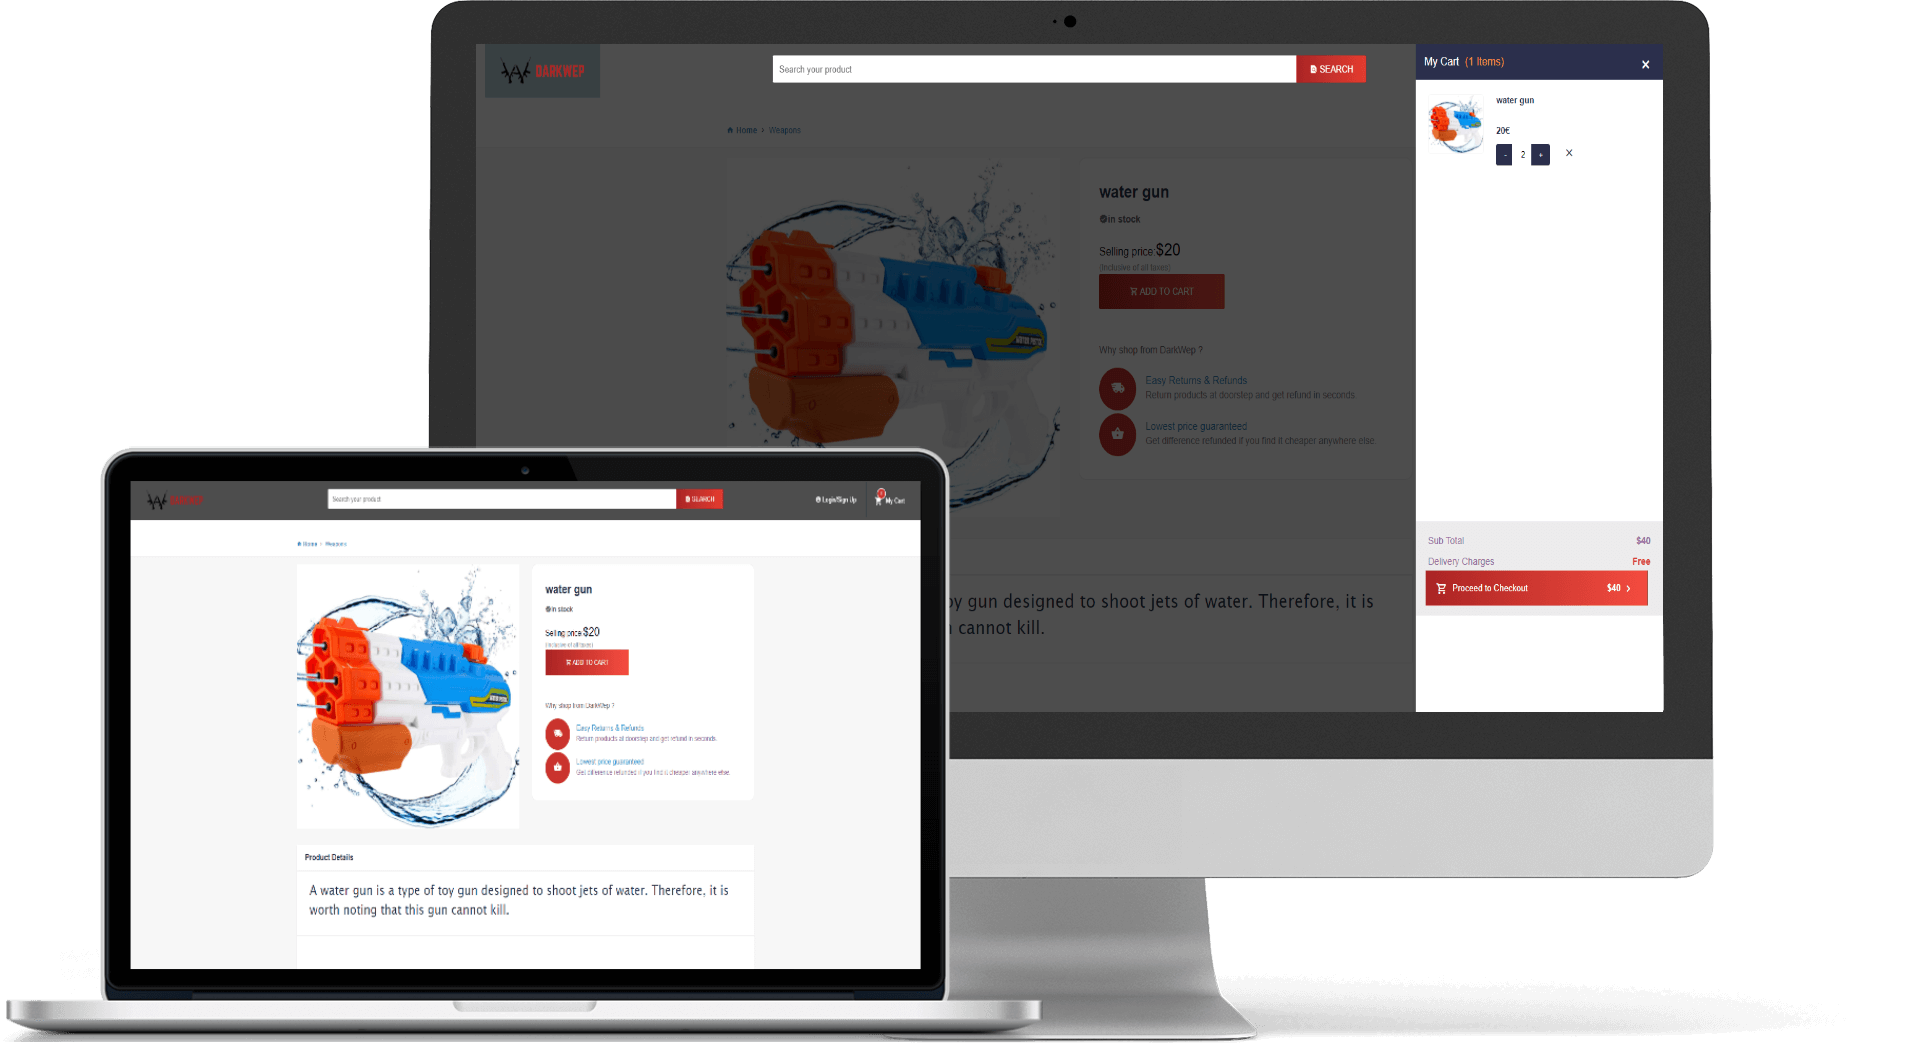 DARKWEP
Search your product
SEARCH
My Cart (1 Items)
×
Home > Weapons
water gun
in stock
Selling price:$20
(Inclusive of all taxes)
ADD TO CART
Why shop from DarkWep ?
Easy Returns & Refunds
Return products at doorstep and get refund in seconds.
Lowest price guaranteed
Get difference refunded if you find it cheaper anywhere else.
WATER PISTOL
toy gun designed to shoot jets of water. Therefore, it is
cannot kill.
water gun
20€
- 2 + ×
Sub Total $40
Delivery Charges Free
Proceed to Checkout $40 >
DARKWEP
Search your product
SEARCH
Login/Sign Up
My Cart
Home > Weapons
water gun
in stock
Selling price:$20
(Inclusive of all taxes)
ADD TO CART
Why shop from DarkWep ?
Easy Returns & Refunds
Return products at doorstep and get refund in seconds.
Lowest price guaranteed
Get difference refunded if you find it cheaper anywhere else.
WATER PISTOL
Product Details
A water gun is a type of toy gun designed to shoot jets of water. Therefore, it is
worth noting that this gun cannot kill.